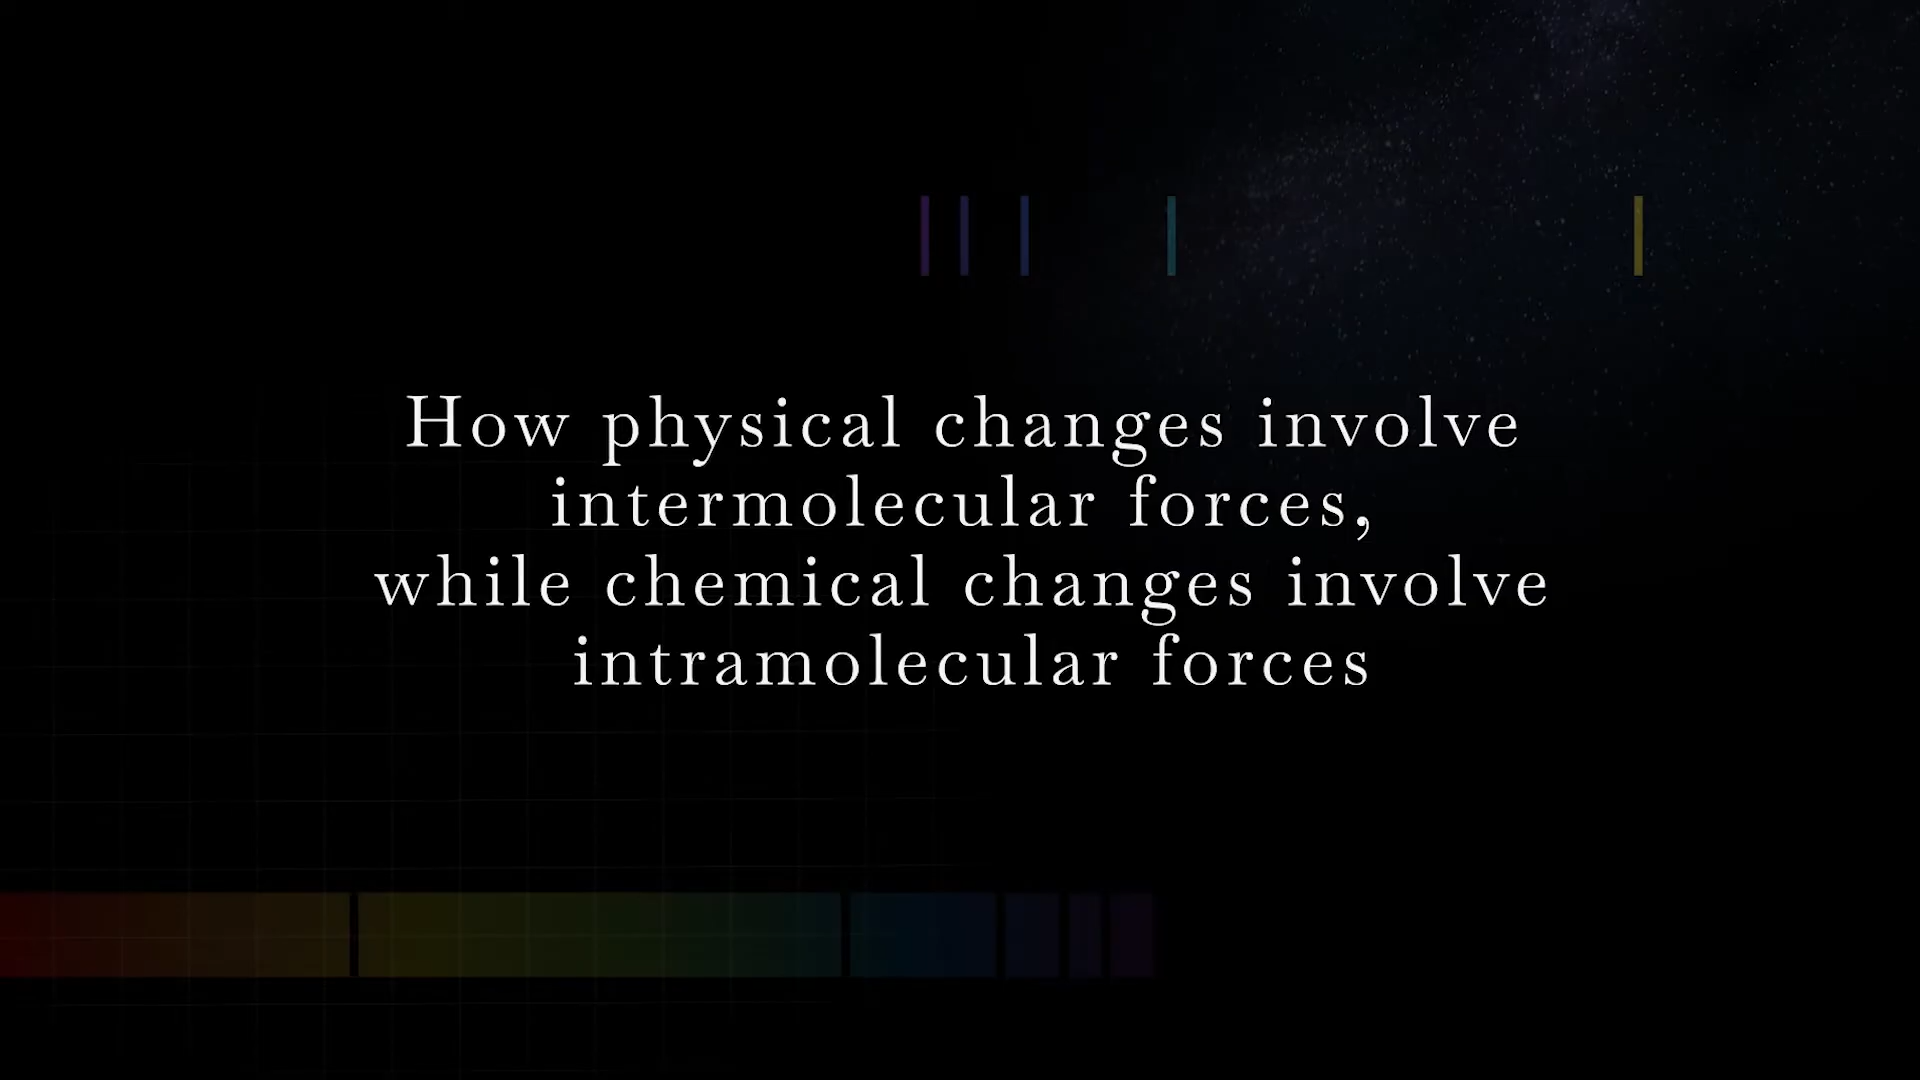 How physical changes involve
intermolecular forces,
while chemical changes involve
intramolecular forces